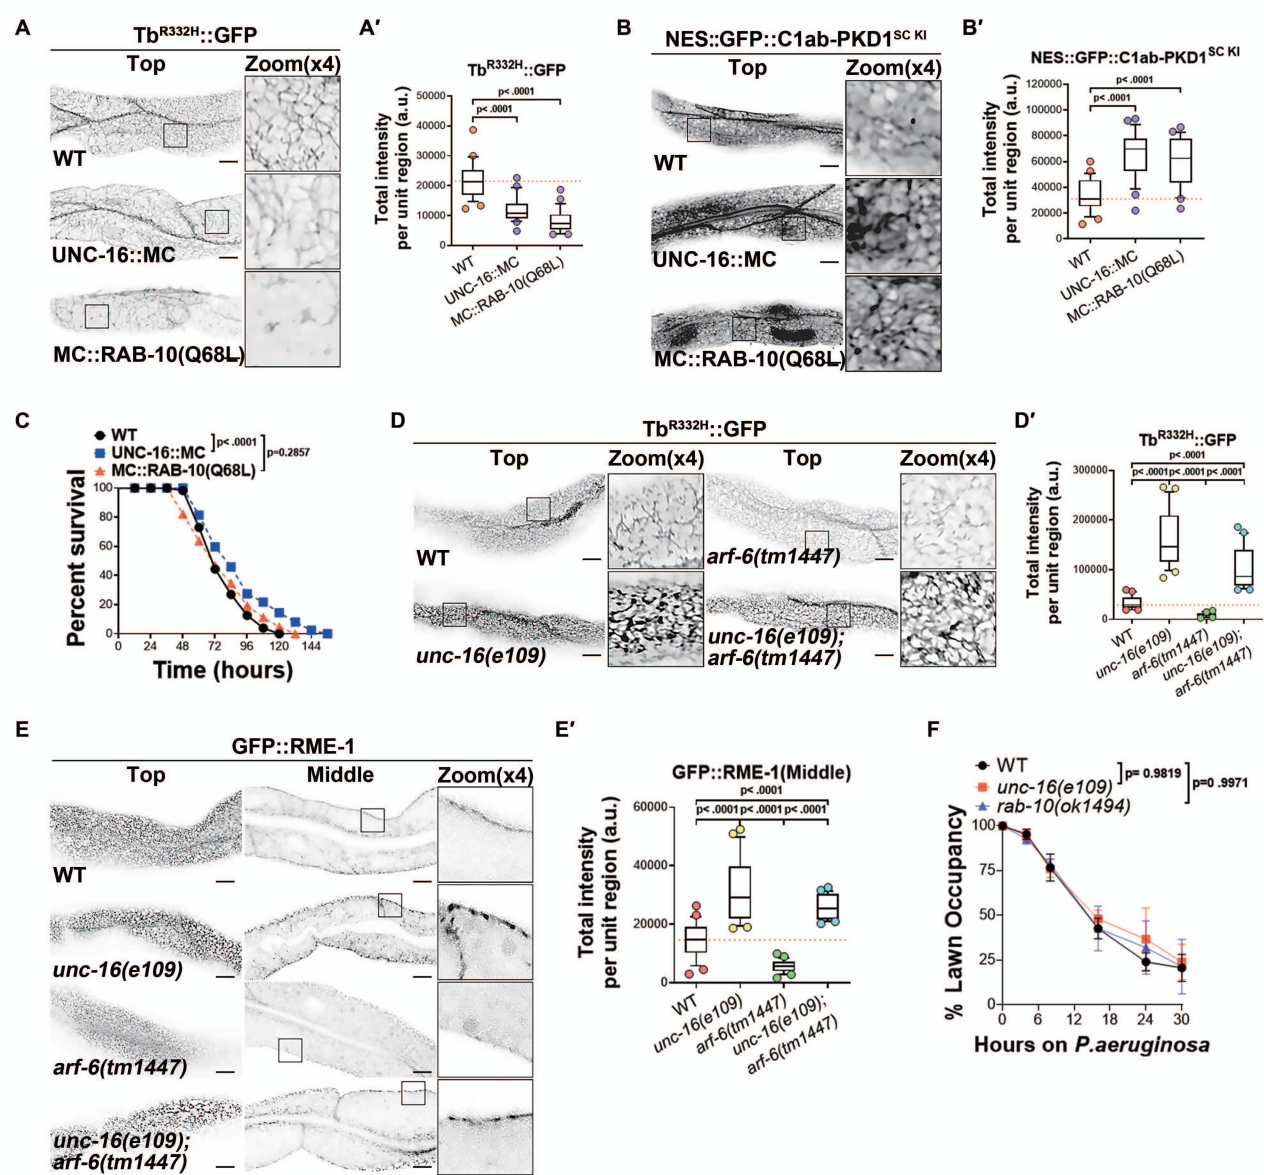 A
Tb^R332H::GFP
Top
Zoom(x4)
WT
UNC-16::MC
MC::RAB-10(Q68L)
A′
Tb^R332H::GFP
p< .0001
p< .0001
Total intensity
per unit region (a.u.)
50000
40000
30000
20000
10000
0
WT
UNC-16::MC
MC::RAB-10(Q68L)
B
NES::GFP::C1ab-PKD1^SC KI
Top
Zoom(x4)
WT
UNC-16::MC
MC::RAB-10(Q68L)
B′
NES::GFP::C1ab-PKD1^SC KI
p< .0001
p< .0001
Total intensity
per unit region (a.u.)
120000
100000
80000
60000
40000
20000
0
WT
UNC-16::MC
MC::RAB-10(Q68L)
C
WT
UNC-16::MC
MC::RAB-10(Q68L)
p< .0001
p=0.2857
Percent survival
100
80
60
40
20
0
0 24 48 72 96 120 144
Time (hours)
D
Tb^R332H::GFP
Top
Zoom(x4)
Top
Zoom(x4)
WT
arf-6(tm1447)
unc-16(e109)
unc-16(e109);
arf-6(tm1447)
D′
Tb^R332H::GFP
p< .0001
p< .0001 p< .0001 p< .0001
Total intensity
per unit region (a.u.)
300000
200000
100000
0
WT
unc-16(e109)
arf-6(tm1447)
unc-16(e109);
arf-6(tm1447)
E
GFP::RME-1
Top
Middle
Zoom(x4)
WT
unc-16(e109)
arf-6(tm1447)
unc-16(e109);
arf-6(tm1447)
E′
GFP::RME-1(Middle)
p< .0001
p< .0001 p< .0001 p< .0001
Total intensity
per unit region (a.u.)
60000
40000
20000
0
WT
unc-16(e109)
arf-6(tm1447)
unc-16(e109);
arf-6(tm1447)
F
WT
unc-16(e109)
rab-10(ok1494)
p= 0.9819
p=0 .9971
% Lawn Occupancy
100
75
50
25
0
0 6 12 18 24 30
Hours on P.aeruginosa